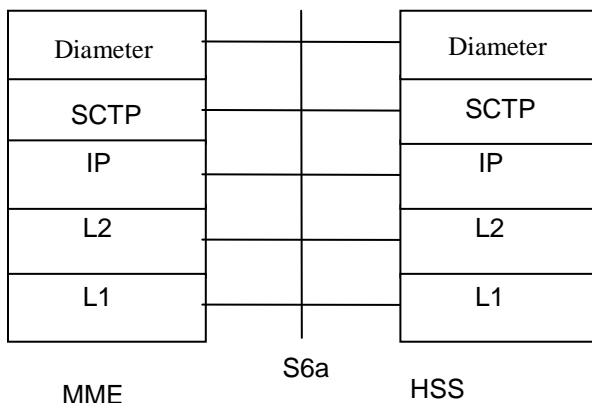 Diameter
Diameter
SCTP
SCTP
IP
IP
L2
L2
L1
L1
S6a
MME
HSS